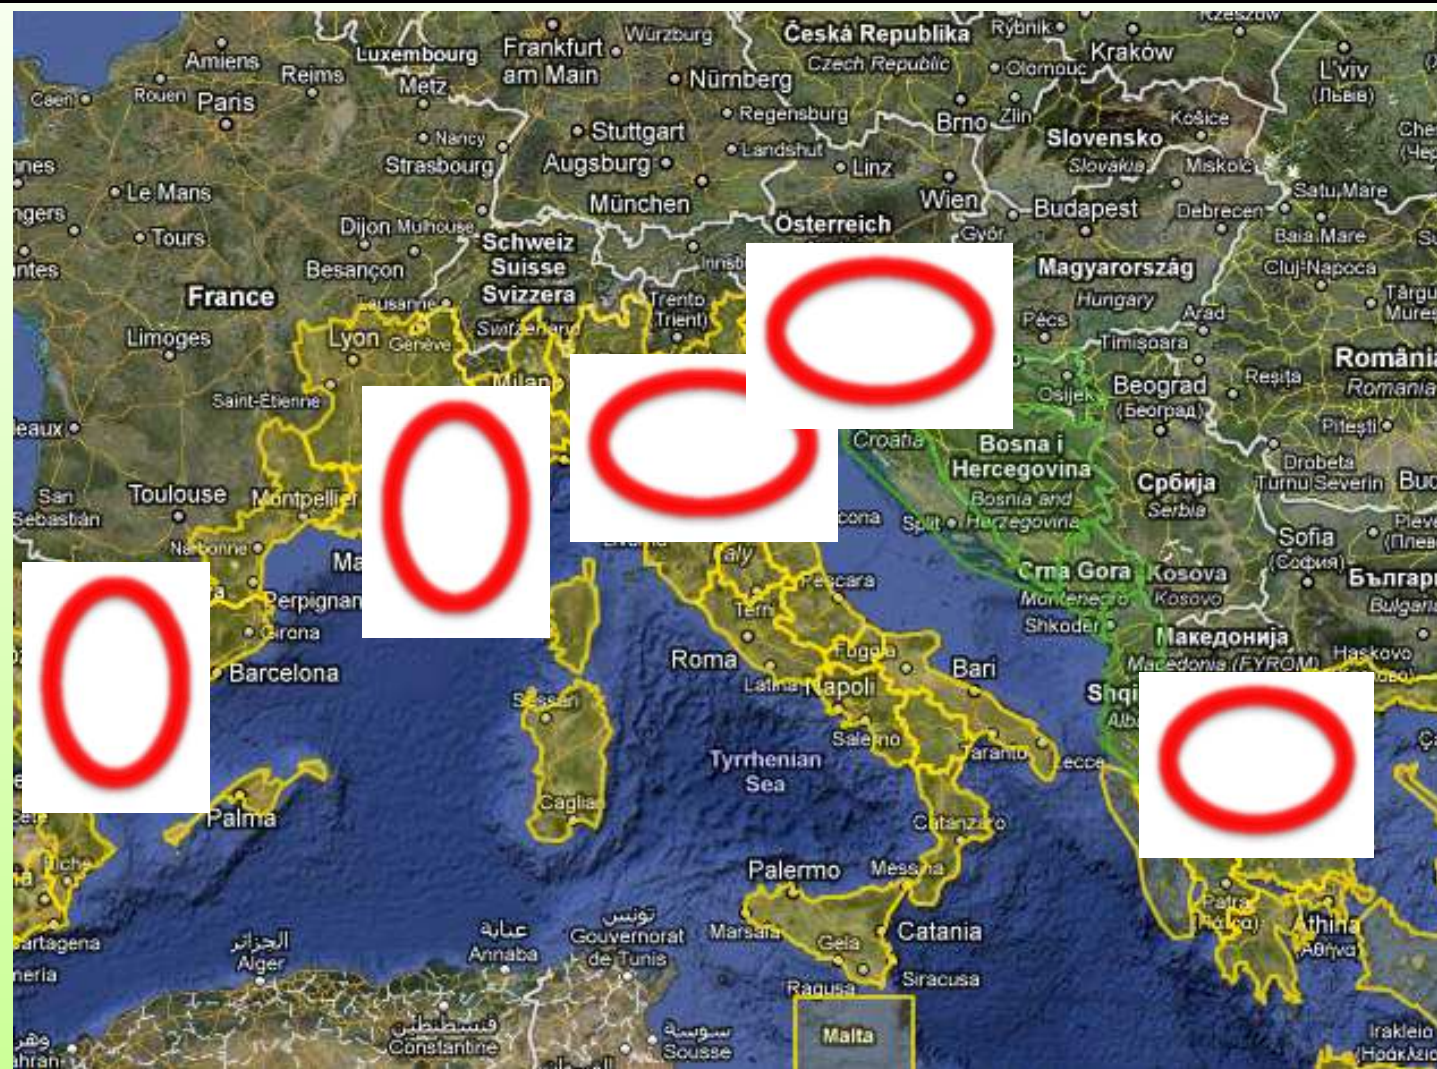 Amiens
Luxembourg
Frankfurt
am Main
Würzburg
Česká Republika
Czech Republic
Rybnik
Kraków
Rzeszow
L'viv
(Львів)
Caen
Rouen
Reims
Metz
Nürnberg
Olomouc
Paris
Nancy
Strasbourg
Stuttgart
Augsburg
Regensburg
Landshut
Brno
Zlin
Slovensko
Slovakia
Košice
Miskolc
Linz
Le Mans
München
Wien
Budapest
Debrecen
Satu Mare
Tours
Dijon
Mulhouse
Schweiz
Suisse
Svizzera
Switzerland
Österreich
Győr
Baia Mare
Besançon
Magyarország
Hungary
Cluj-Napoca
France
Lausanne
Trento
(Trient)
Pécs
Arad
Limoges
Lyon
Genève
Timișoara
România
Romania
Milan
Osijek
Beograd
(Београд)
Reșița
Saint-Étienne
Croatia
Bosna i
Hercegovina
Bosnia and
Herzegovina
Pitești
Drobeta
Turnu Severin
San
Sebastián
Toulouse
Montpellier
Србија
Serbia
Split
Narbonne
Sofia
(София)
Crna Gora
Montenegro
Kosova
Kosovo
Perpignan
Pescara
Terni
Girona
Shkodër
Македонија
Macedonia (FYROM)
Haskovo
Barcelona
Roma
Latina
Foggia
Bari
Napoli
Sassari
Salerno
Taranto
Lecce
Tyrrhenian
Sea
Cagliari
Palma
Catanzaro
Palermo
Messina
Patra
(Πάτρα)
Athina
(Αθήνα)
الجزائر
Alger
عنابة
Annaba
تونس
Gouvernorat
de Tunis
Marsala
Gela
Catania
Ragusa
Siracusa
قسنطينة
Constantine
سوسة
Sousse
Malta
Irakleio